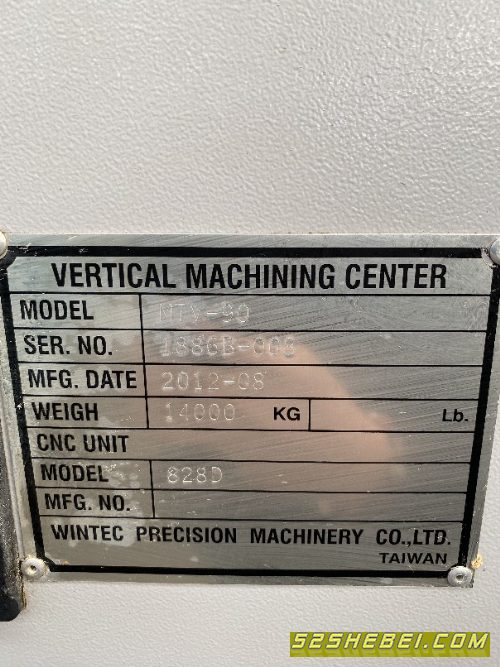 VERTICAL MACHINING CENTER
MODEL
SER. NO.
MFG. DATE 2012-08
WEIGH 14000 KG Lb.
CNC UNIT
MODEL 828D
MFG. NO.
WINTEC PRECISION MACHINERY CO.,LTD.
TAIWAN
52SHEBEI.COM